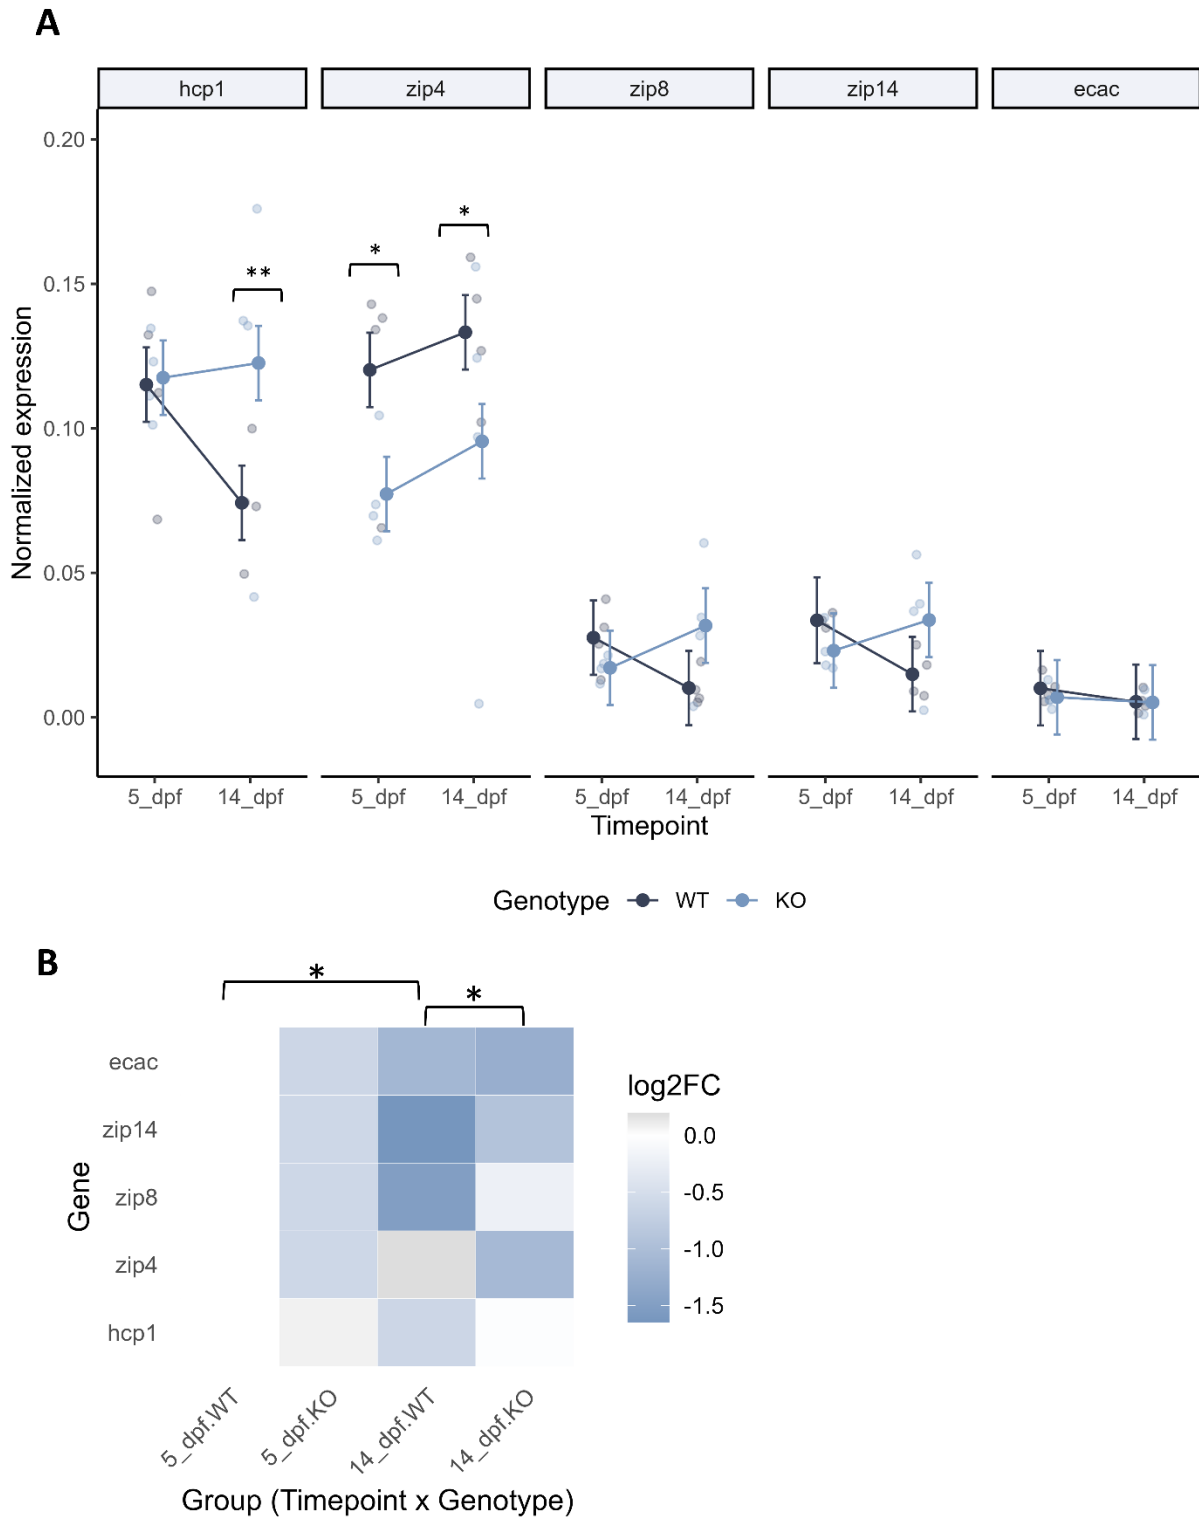 A
hcp1 zip4 zip8 zip14 ecac
Normalized expression
0.20
0.15
0.10
0.05
0.00
* *
** 
5_dpf 14_dpf 5_dpf 14_dpf 5_dpf 14_dpf 5_dpf 14_dpf 5_dpf 14_dpf
Timepoint
Genotype WT KO
B
* *
Gene
ecac
zip14
zip8
zip4
hcp1
5_dpf.WT 5_dpf.KO 14_dpf.WT 14_dpf.KO
Group (Timepoint x Genotype)
log2FC
0.0
-0.5
-1.0
-1.5